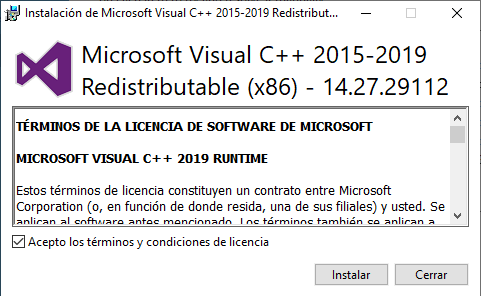 Instalación de Microsoft Visual C++ 2015-2019 Redistribut...
Microsoft Visual C++ 2015-2019
Redistributable (x86) - 14.27.29112
TÉRMINOS DE LA LICENCIA DE SOFTWARE DE MICROSOFT
MICROSOFT VISUAL C++ 2019 RUNTIME
Estos términos de licencia constituyen un contrato entre Microsoft
Corporation (o, en función de donde resida, una de sus filiales) y usted. Se
aplican al software antes mencionado. Los términos también se aplican a
Acepto los términos y condiciones de licencia
Instalar
Cerrar